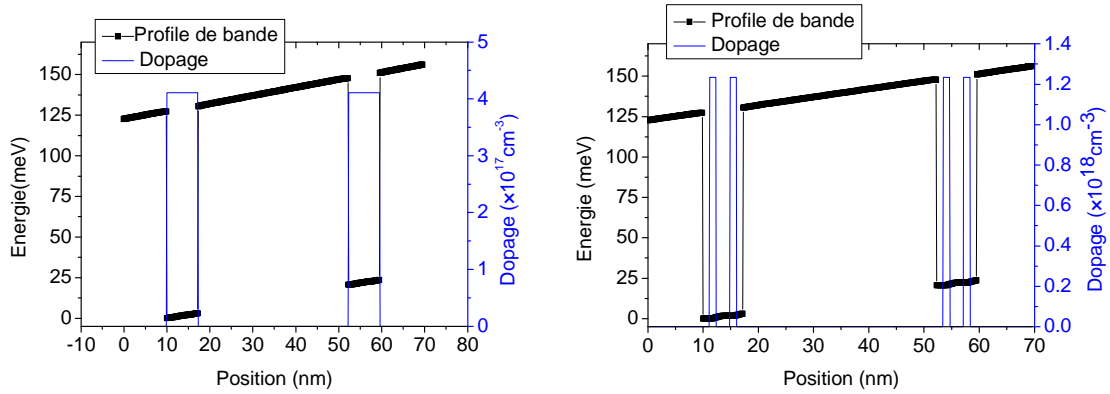 Profile de bande
Dopage
Energie(meV)
150
125
100
75
50
25
0
-10 0 10 20 30 40 50 60 70 80
Position (nm)
5
4
3
2
1
0
Dopage (×10¹⁷cm⁻³)
Profile de bande
Dopage
Energie (meV)
150
125
100
75
50
25
0
0 10 20 30 40 50 60 70
Position (nm)
1.4
1.2
1.0
0.8
0.6
0.4
0.2
0.0
Dopage (×10¹⁸cm-3)